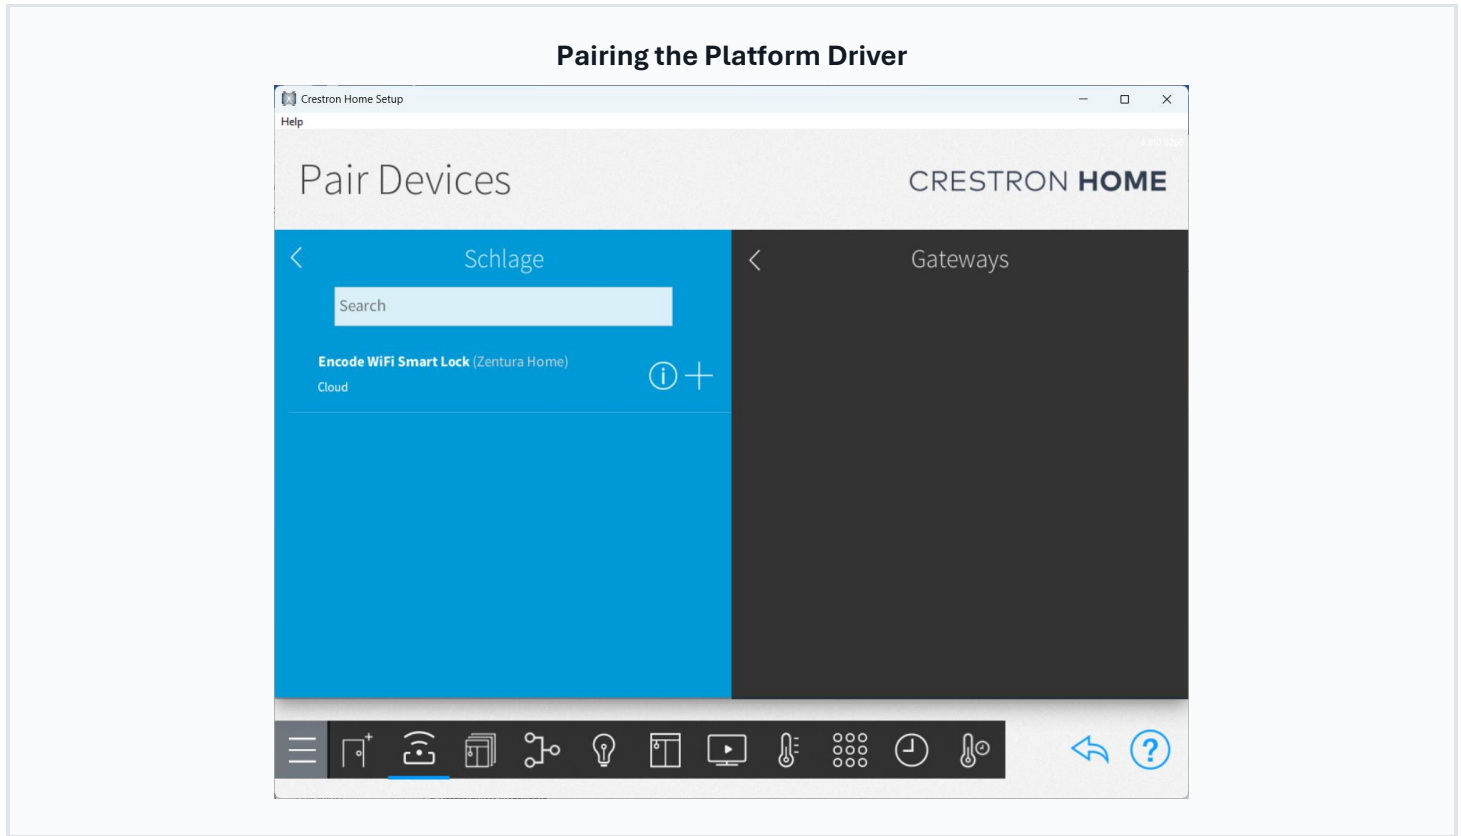 Pairing the Platform Driver
Crestron Home Setup
Help
Pair Devices
CRESTRON HOME
Schlage
Gateways
Search
Encode WiFi Smart Lock (Zentura Home)
Cloud